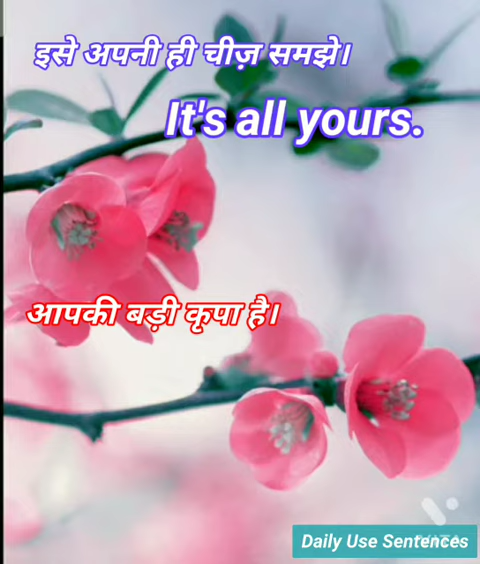 इसे अपनी ही चीज़ समझे।
It's all yours.
आपकी बड़ी कृपा है।
Daily Use Sentences